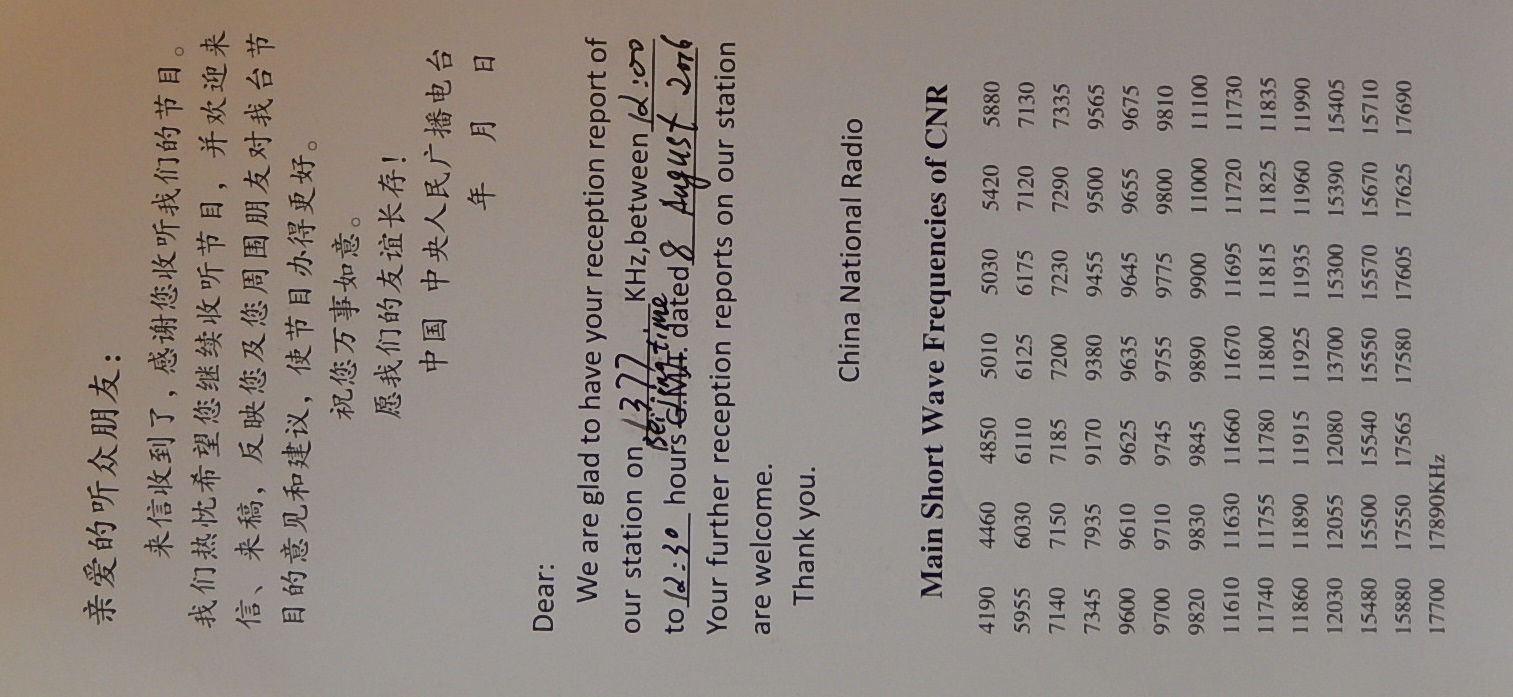 亲爱的听众朋友：
来信收到了，感谢您收听我们的节目。
我们热忱希望您继续收听节目，并欢迎来
信、来稿，反映您及您周围朋友对我台节
目的意见和建议，使节目办得更好。
祝您万事如意。
愿我们的友谊长存！
中国 中央人民广播电台
年 月 日
Dear:
We are glad to have your reception report of
our station on 1377 KHz,between 12:00
to 12:30 hours G.M.T. Beijing time dated 8 August 2016
Your further reception reports on our station
are welcome.
Thank you.
China National Radio
Main Short Wave Frequencies of CNR
4190 4460 4850 5010 5030 5420 5880
5955 6030 6110 6125 6175 7120 7130
7140 7150 7185 7200 7230 7290 7335
7345 7935 9170 9380 9455 9500 9565
9600 9610 9625 9635 9645 9655 9675
9700 9710 9745 9755 9775 9800 9810
9820 9830 9845 9890 9900 11000 11100
11610 11630 11660 11670 11695 11720 11730
11740 11755 11780 11800 11815 11825 11835
11860 11890 11915 11925 11935 11960 11990
12030 12055 12080 13700 15300 15390 15405
15480 15500 15540 15550 15570 15670 15710
15880 17550 17565 17580 17605 17625 17690
17700 17890KHz